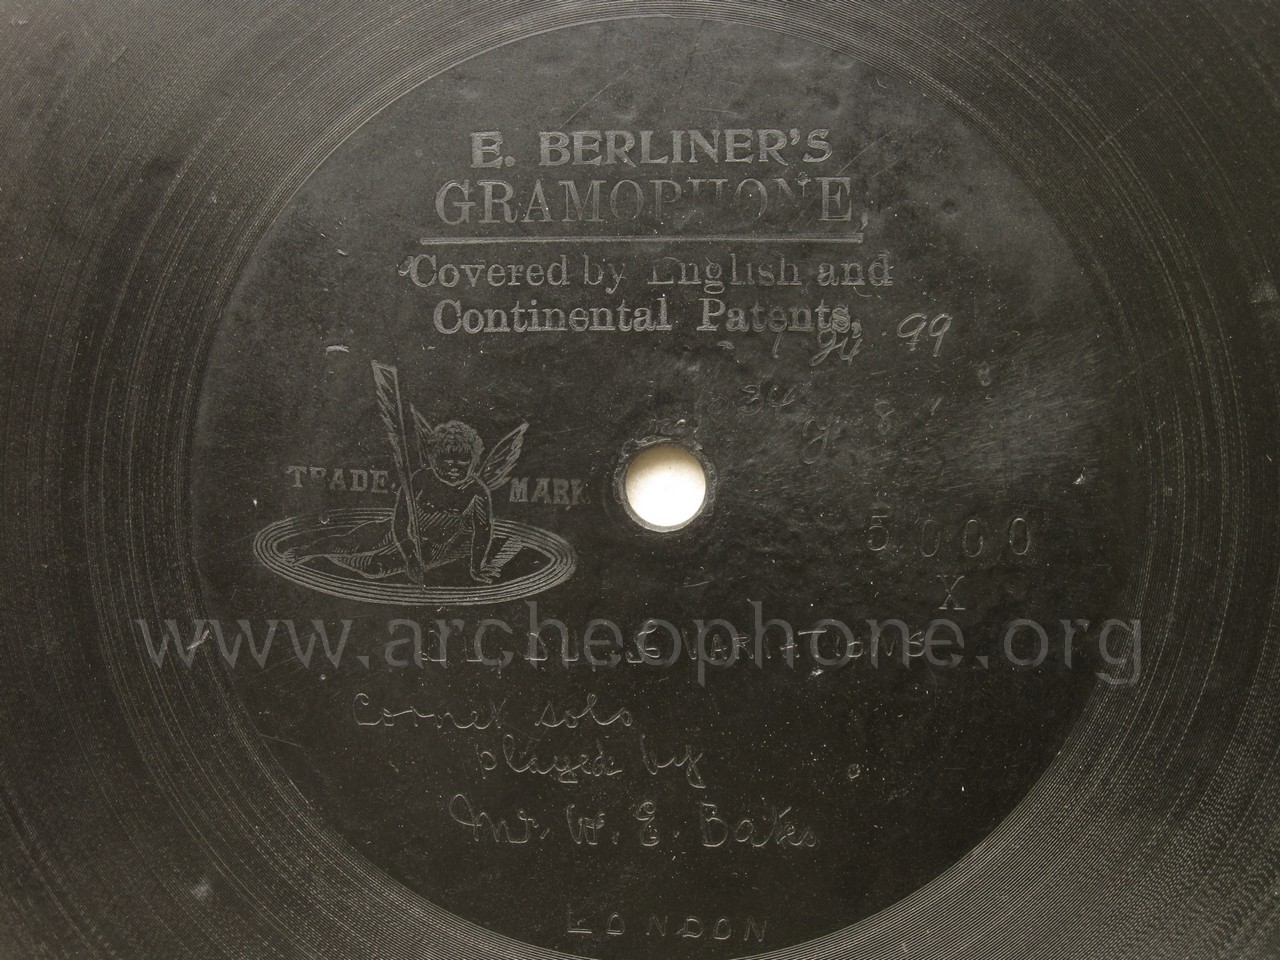 E. BERLINER'S
GRAMOPHONE,
Covered by English and
Continental Patents,
99
TRADE MARK
5000
X
VARIATIONS
www.archeophone.org
Cornet solo
played by
Mr. W. E. Bates
LONDON